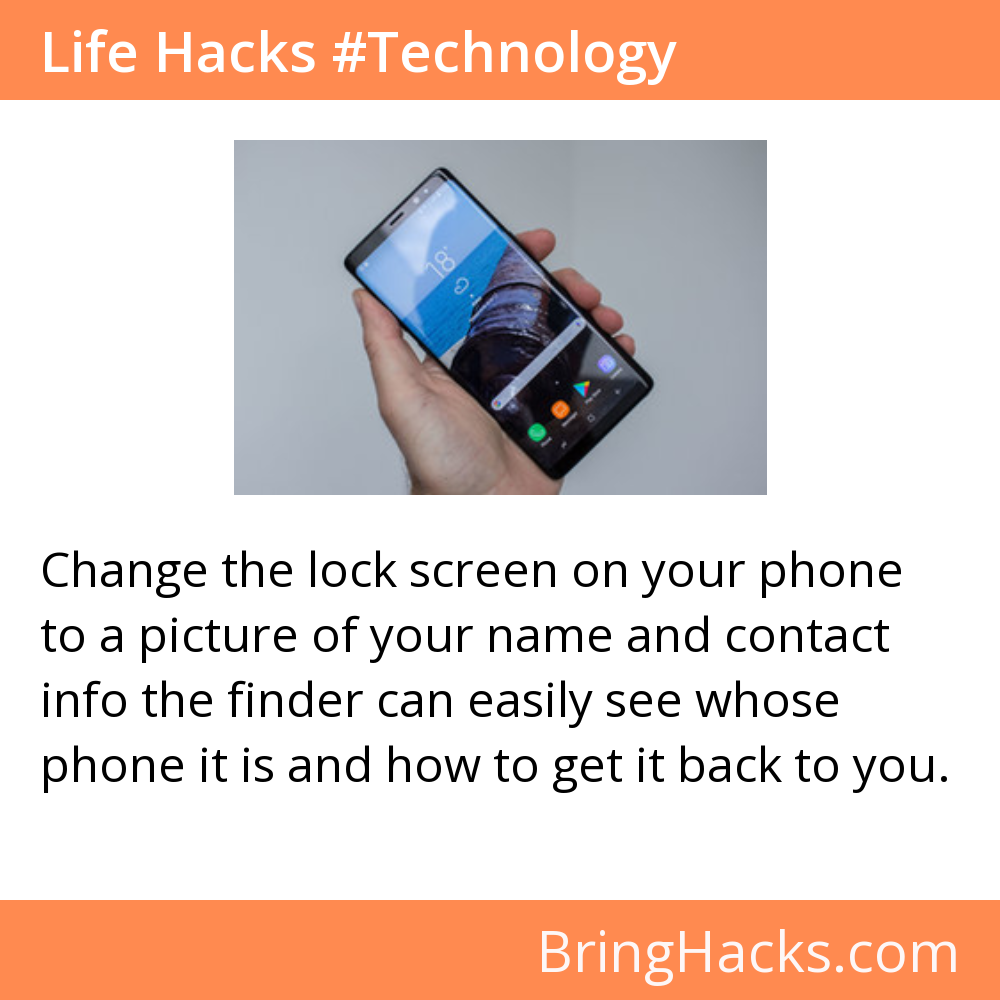 Life Hacks #Technology
18°
Change the lock screen on your phone
to a picture of your name and contact
info the finder can easily see whose
phone it is and how to get it back to you.
BringHacks.com